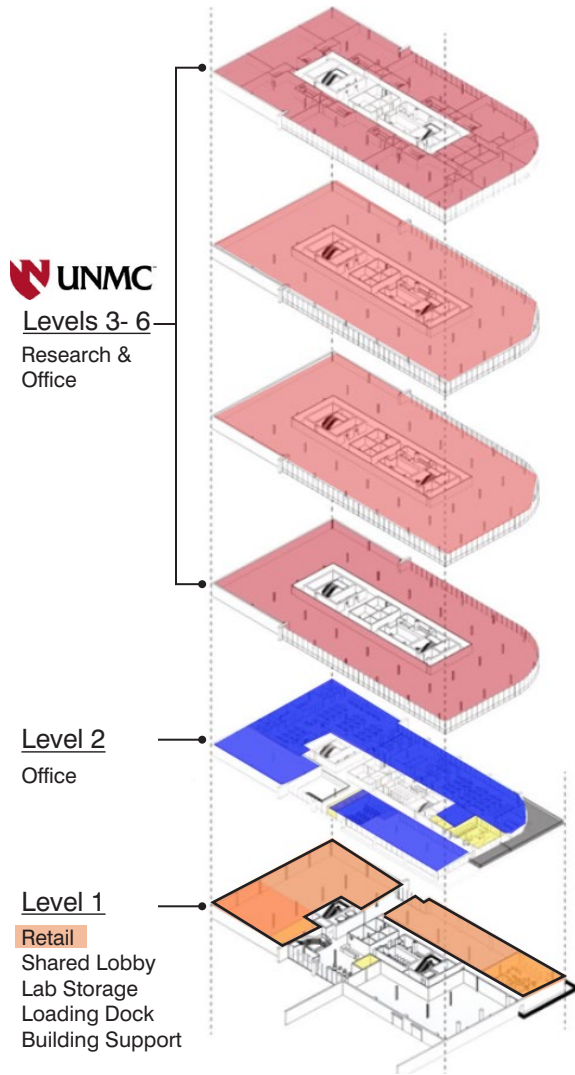 UNMC
Levels 3- 6
Research &
Office
Level 2
Office
Level 1
Retail
Shared Lobby
Lab Storage
Loading Dock
Building Support